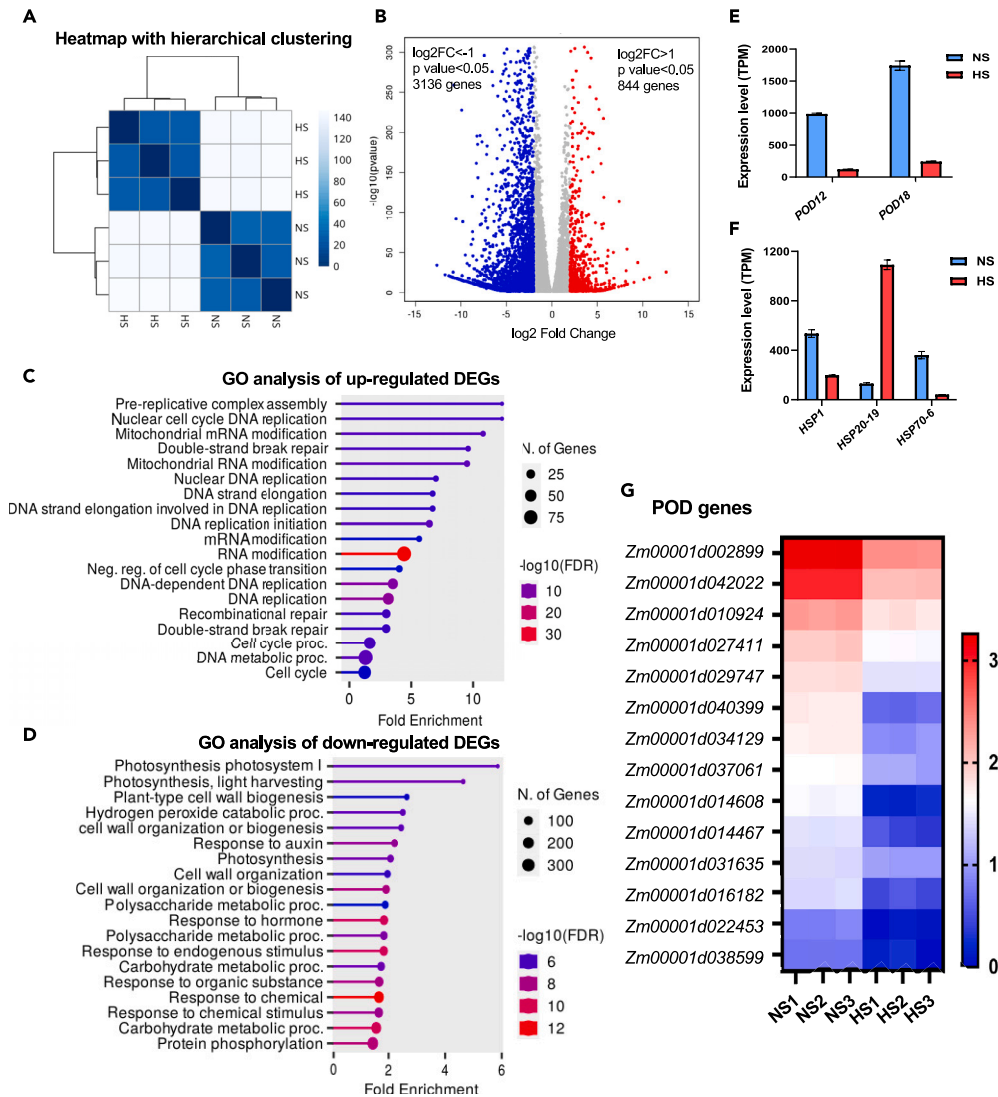 A
Heatmap with hierarchical clustering
HS
HS
HS
NS
NS
NS
HS
HS
HS
NS
NS
NS
140
120
100
80
60
40
20
0
B
log2FC<-1
p value<0.05
3136 genes
log2FC>1
p value<0.05
844 genes
-log10(pvalue)
300
250
200
150
100
50
0
-15
-10
-5
0
5
10
15
log2 Fold Change
E
Expression level (TPM)
2000
1500
1000
500
0
NS
HS
POD12
POD18
F
Expression level (TPM)
1200
800
400
0
NS
HS
HSP1
HSP20-19
HSP70-6
C
GO analysis of up-regulated DEGs
Pre-replicative complex assembly
Nuclear cell cycle DNA replication
Mitochondrial mRNA modification
Double-strand break repair
Mitochondrial RNA modification
Nuclear DNA replication
DNA strand elongation
DNA strand elongation involved in DNA replication
DNA replication initiation
mRNA modification
RNA modification
Neg. reg. of cell cycle phase transition
DNA-dependent DNA replication
DNA replication
Recombinational repair
Double-strand break repair
Cell cycle proc.
DNA metabolic proc.
Cell cycle
0
5
10
Fold Enrichment
N. of Genes
25
50
75
-log10(FDR)
10
20
30
D
GO analysis of down-regulated DEGs
Photosynthesis photosystem I
Photosynthesis, light harvesting
Plant-type cell wall biogenesis
Hydrogen peroxide catabolic proc.
cell wall organization or biogenesis
Response to auxin
Photosynthesis
Cell wall organization
Cell wall organization or biogenesis
Polysaccharide metabolic proc.
Response to hormone
Polysaccharide metabolic proc.
Response to endogenous stimulus
Carbohydrate metabolic proc.
Response to organic substance
Response to chemical
Response to chemical stimulus
Carbohydrate metabolic proc.
Protein phosphorylation
0
2
4
6
Fold Enrichment
N. of Genes
100
200
300
-log10(FDR)
6
8
10
12
G
POD genes
Zm00001d002899
Zm00001d042022
Zm00001d010924
Zm00001d027411
Zm00001d029747
Zm00001d040399
Zm00001d034129
Zm00001d037061
Zm00001d014608
Zm00001d014467
Zm00001d031635
Zm00001d016182
Zm00001d022453
Zm00001d038599
NS1
NS2
NS3
HS1
HS2
HS3
3
2
1
0